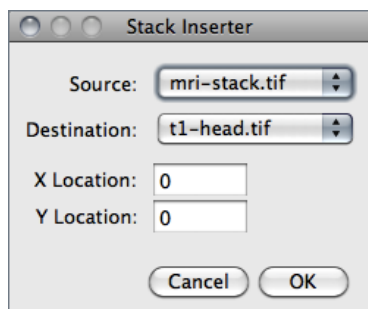 Stack Inserter
Source: mri-stack.tif
Destination: t1-head.tif
X Location: 0
Y Location: 0
Cancel OK